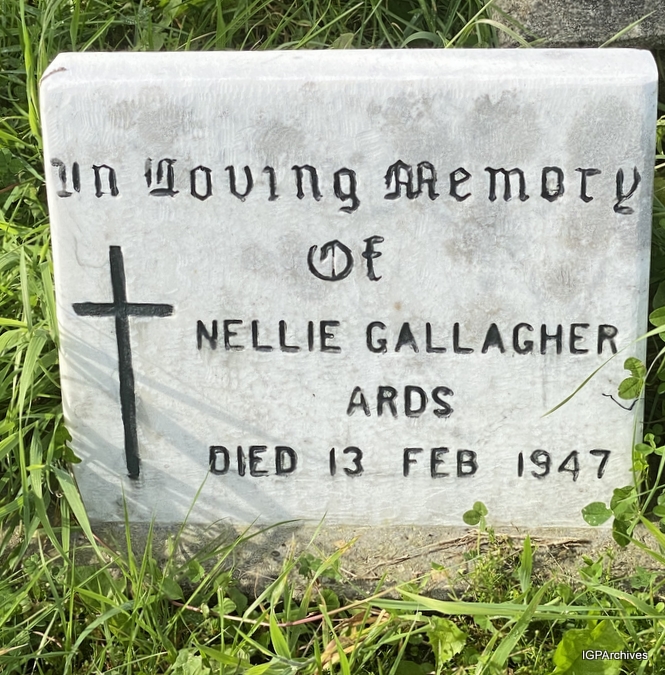 In Loving Memory
Of
NELLIE GALLAGHER
ARDS
DIED 13 FEB 1947
IGPArchives